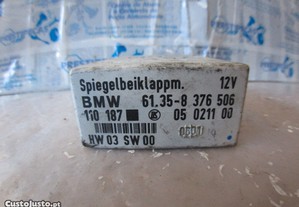 Spiegelbeiklappm. 12V
BMW 61.35-8 376 506
110 187 05 0211 00
HW 03 SW 00
custojusto.pt